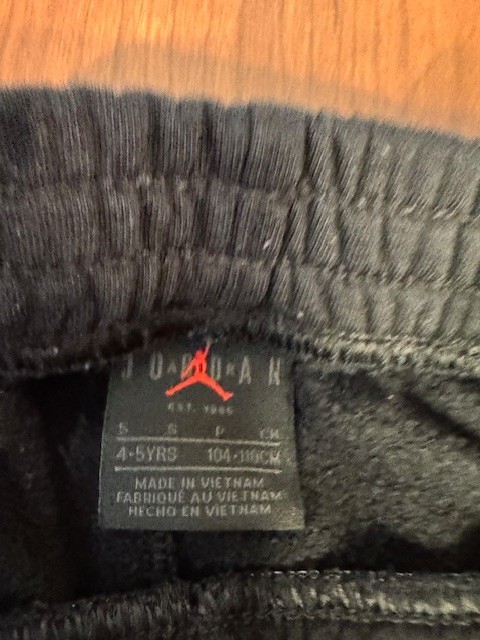 JORDAN
EST. 1985
S S P CH
4-5YRS 104-110CM
MADE IN VIETNAM
FABRIQUÉ AU VIETNAM
HECHO EN VIETNAM